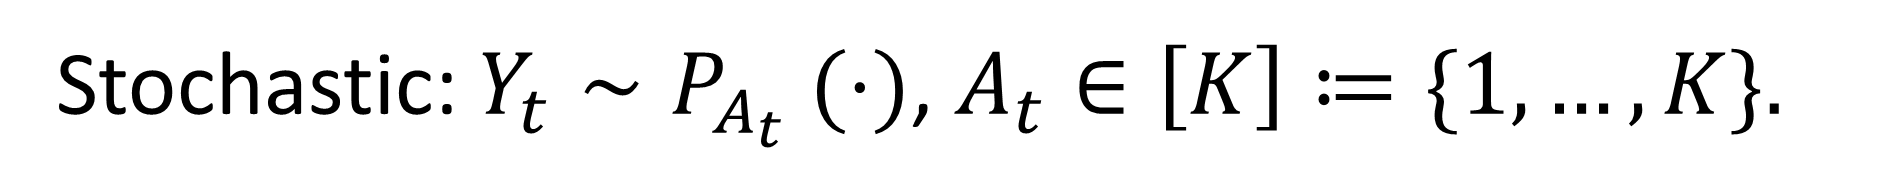 Stochastic: Y_t ~ P_{A_t} (·), A_t ∈ [K] := {1, …, K}.